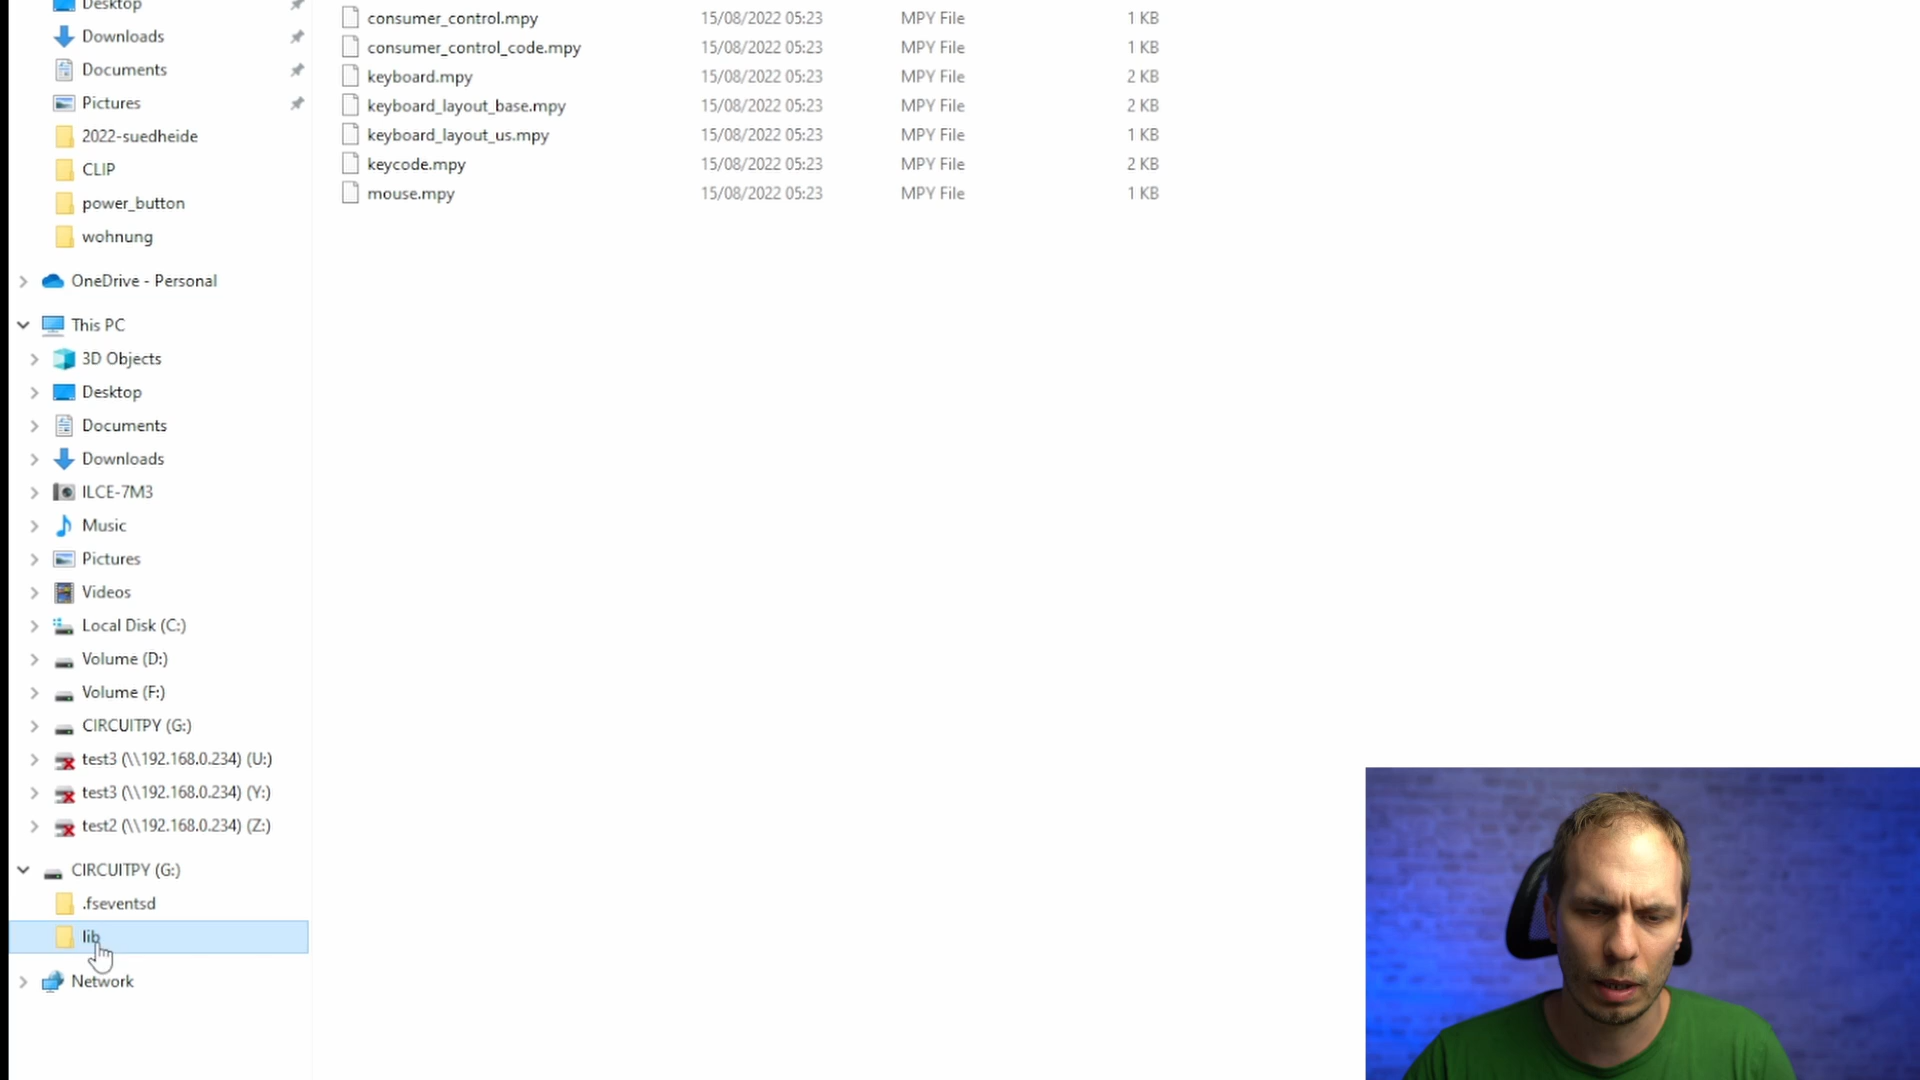 Desktop
Downloads
Documents
Pictures
2022-suedheide
CLIP
power_button
wohnung
OneDrive - Personal
This PC
3D Objects
Desktop
Documents
Downloads
ILCE-7M3
Music
Pictures
Videos
Local Disk (C:)
Volume (D:)
Volume (F:)
CIRCUITPY (G:)
test3 (\\192.168.0.234) (U:)
test3 (\\192.168.0.234) (Y:)
test2 (\\192.168.0.234) (Z:)
CIRCUITPY (G:)
.fseventsd
lib
Network
consumer_control.mpy 15/08/2022 05:23 MPY File 1 KB
consumer_control_code.mpy 15/08/2022 05:23 MPY File 1 KB
keyboard.mpy 15/08/2022 05:23 MPY File 2 KB
keyboard_layout_base.mpy 15/08/2022 05:23 MPY File 2 KB
keyboard_layout_us.mpy 15/08/2022 05:23 MPY File 1 KB
keycode.mpy 15/08/2022 05:23 MPY File 2 KB
mouse.mpy 15/08/2022 05:23 MPY File 1 KB